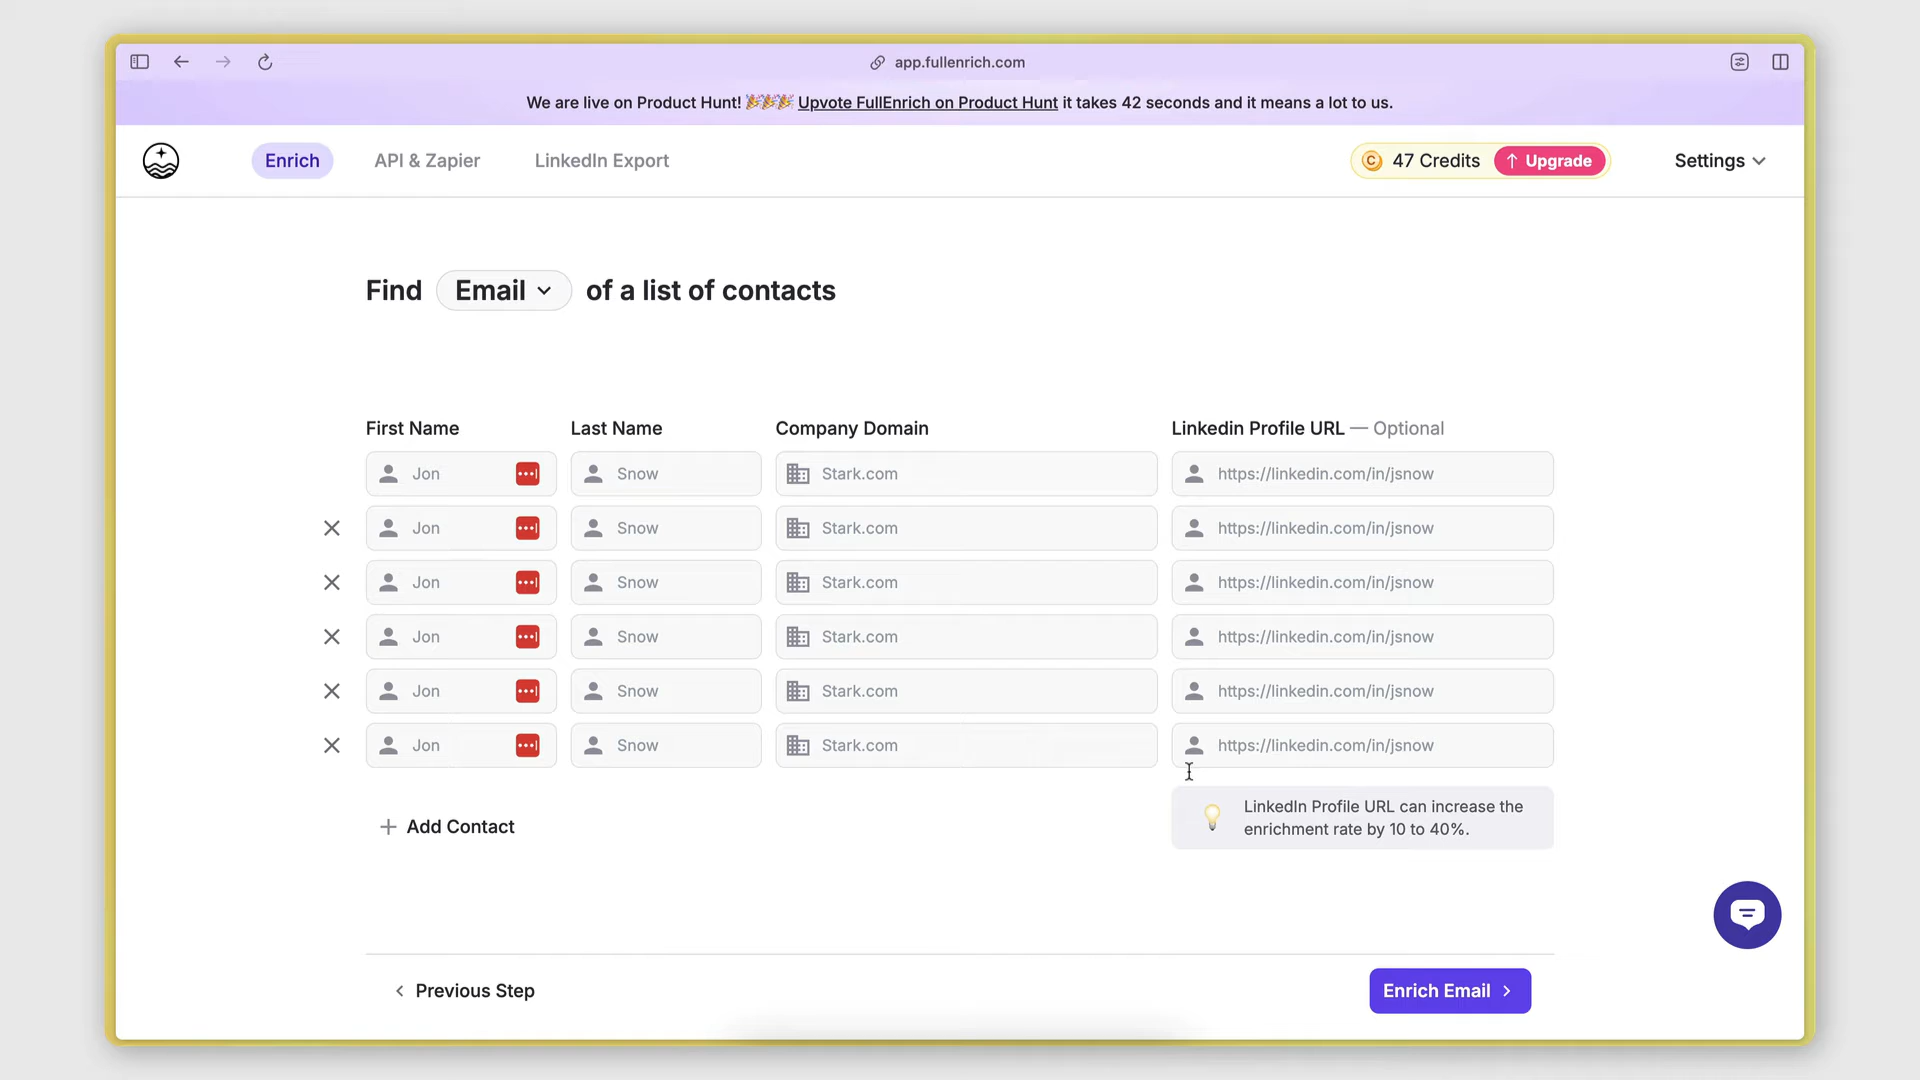 app.fullenrich.com
We are live on Product Hunt! 🎉🎉🎉 Upvote FullEnrich on Product Hunt it takes 42 seconds and it means a lot to us.
Enrich
API & Zapier
LinkedIn Export
C 47 Credits
Upgrade
Settings
Find Email of a list of contacts
First Name
Last Name
Company Domain
Linkedin Profile URL — Optional
Jon
Snow
Stark.com
https://linkedin.com/in/jsnow
Jon
Snow
Stark.com
https://linkedin.com/in/jsnow
Jon
Snow
Stark.com
https://linkedin.com/in/jsnow
Jon
Snow
Stark.com
https://linkedin.com/in/jsnow
Jon
Snow
Stark.com
https://linkedin.com/in/jsnow
Jon
Snow
Stark.com
https://linkedin.com/in/jsnow
Add Contact
LinkedIn Profile URL can increase the
enrichment rate by 10 to 40%.
Previous Step
Enrich Email